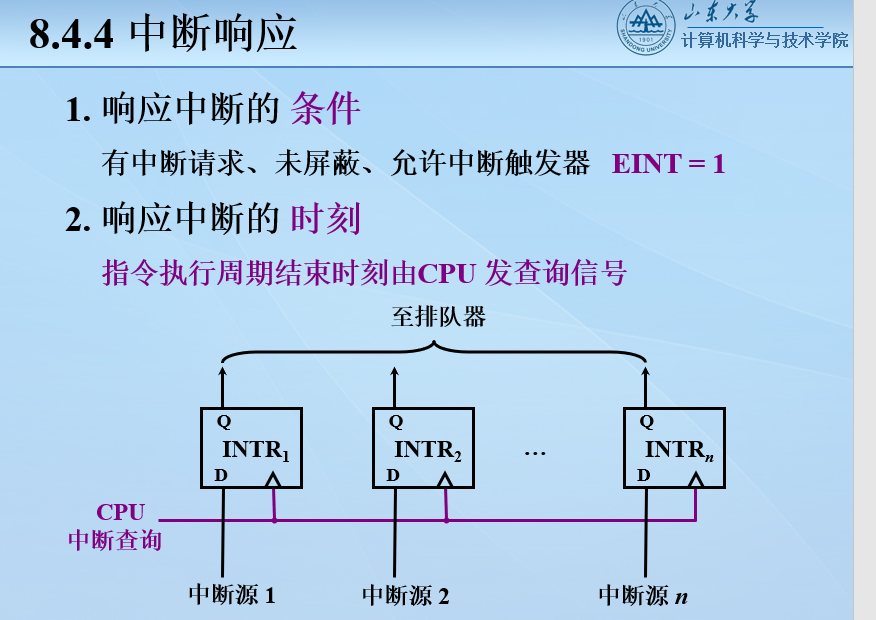 8.4.4 中断响应
山东大学
SHANDONG UNIVERSITY
1901
计算机科学与技术学院
1. 响应中断的 条件
有中断请求、未屏蔽、允许中断触发器 EINT = 1
2. 响应中断的 时刻
指令执行周期结束时刻由CPU 发查询信号
至排队器
Q Q Q
INTR1 INTR2 … INTRn
D D D
CPU
中断查询
中断源 1 中断源 2 中断源 n